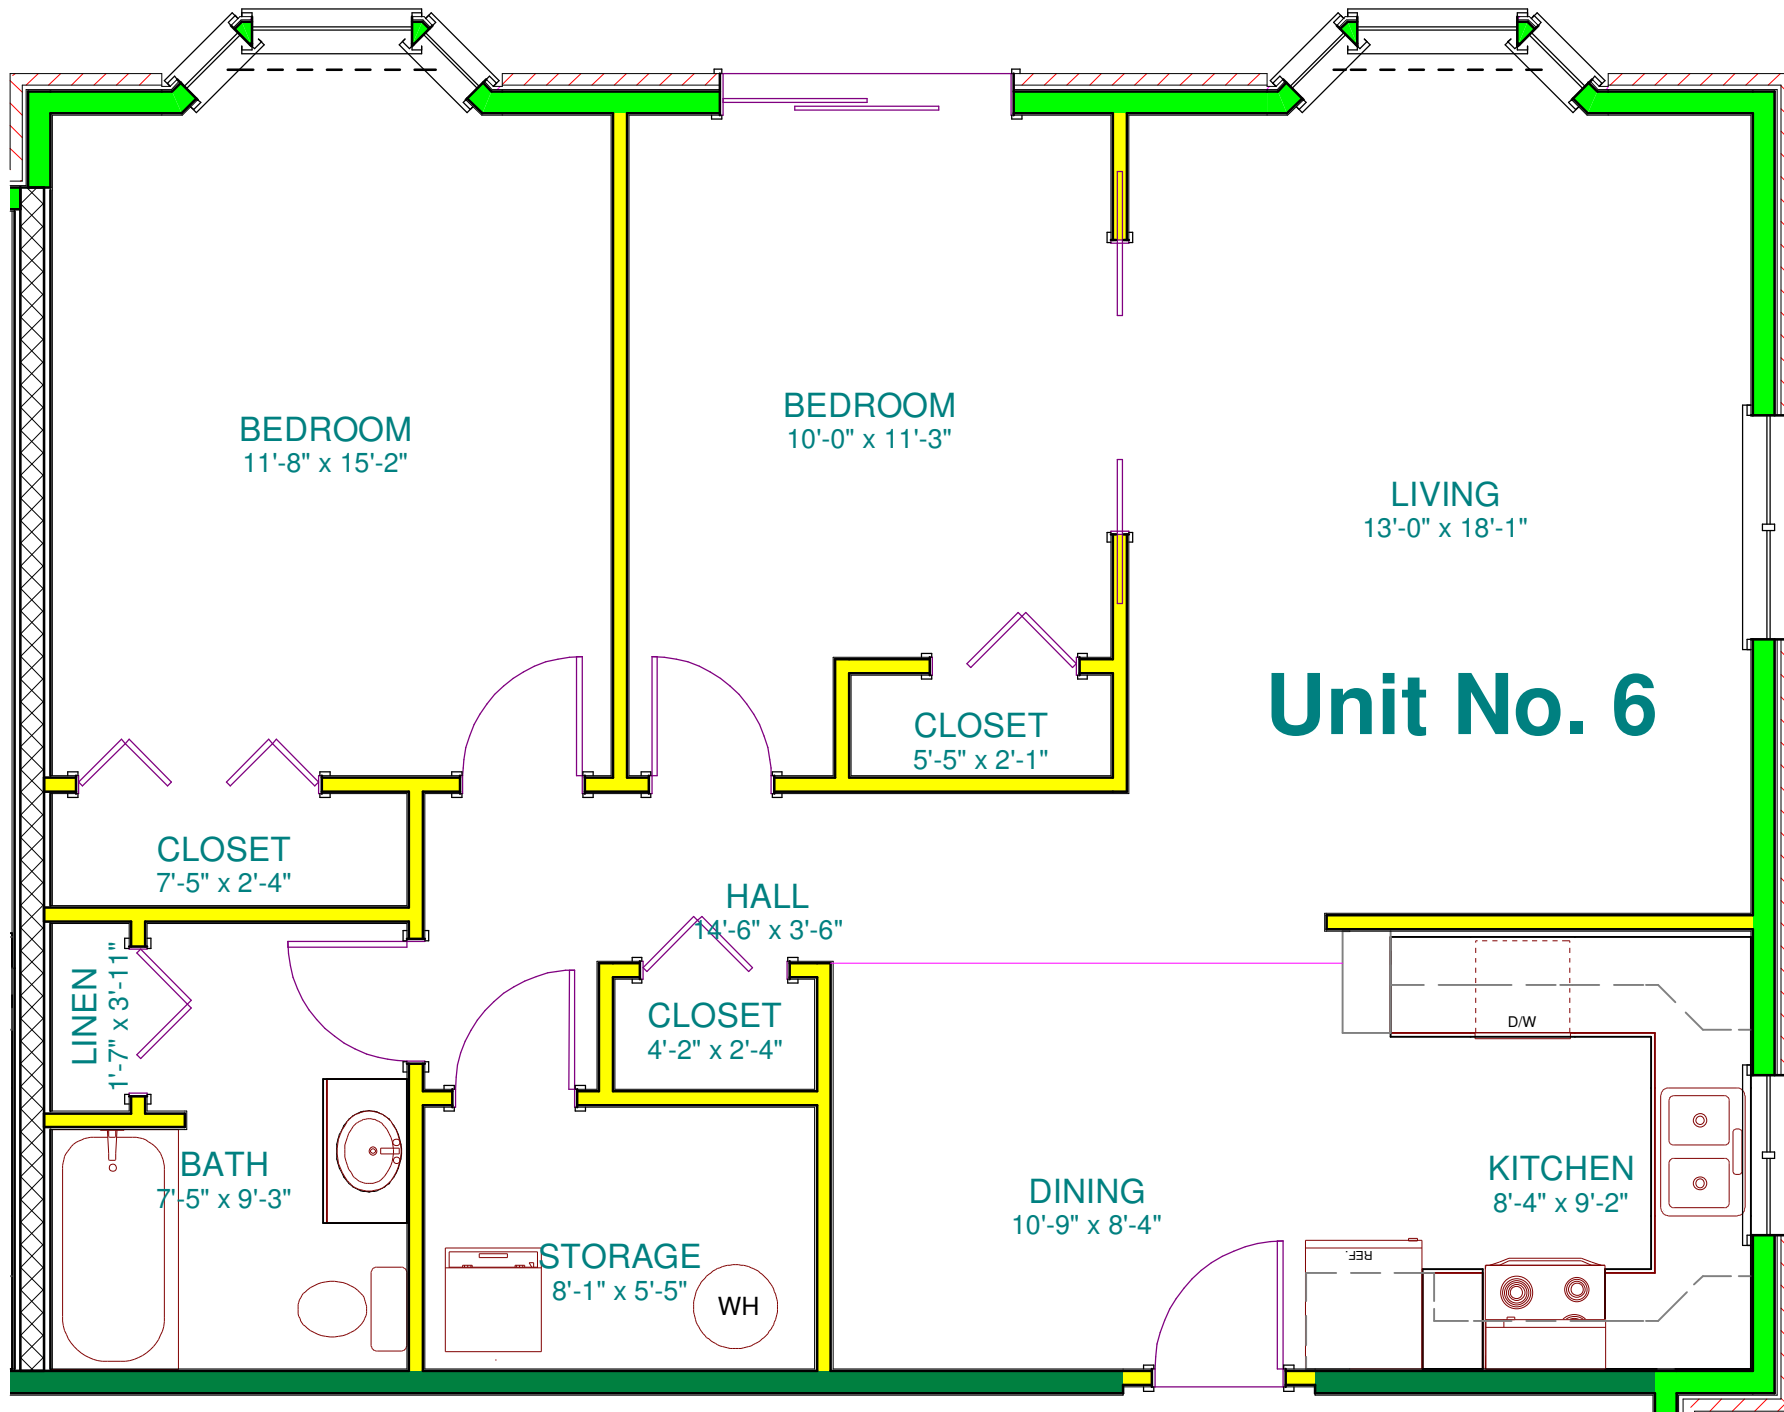 BEDROOM
11'-8" x 15'-2"
BEDROOM
10'-0" x 11'-3"
LIVING
13'-0" x 18'-1"
Unit No. 6
CLOSET
5'-5" x 2'-1"
CLOSET
7'-5" x 2'-4"
HALL
14'-6" x 3'-6"
LINEN
1'-7" x 3'-11"
CLOSET
4'-2" x 2'-4"
D/W
BATH
7'-5" x 9'-3"
KITCHEN
8'-4" x 9'-2"
DINING
10'-9" x 8'-4"
STORAGE
8'-1" x 5'-5"
REF.
WH